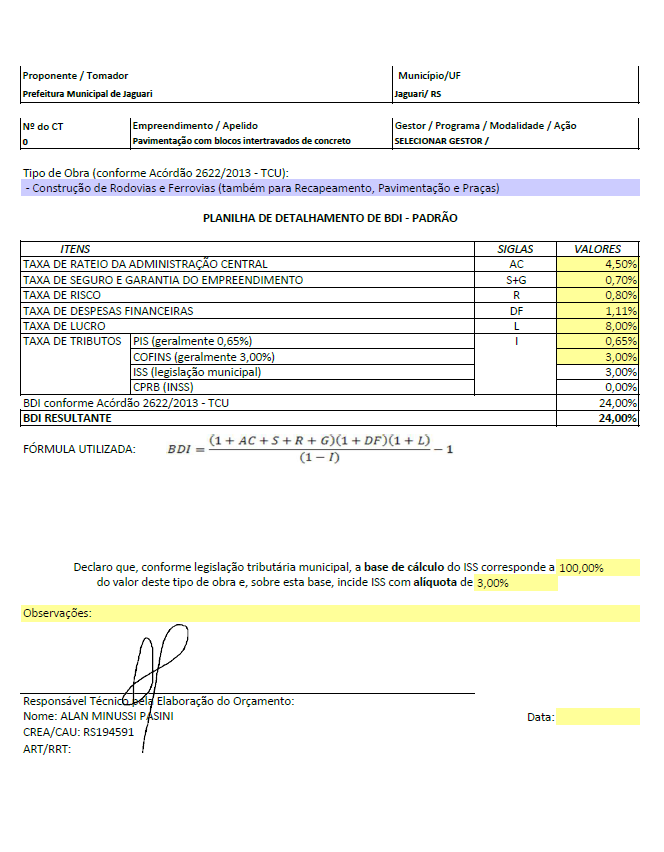 Proponente / Tomador Município/UF
Prefeitura Municipal de Jaguari Jaguari/ RS
Nº do CT Empreendimento / Apelido Gestor / Programa / Modalidade / Ação
0 Pavimentação com blocos intertravados de concreto SELECIONAR GESTOR /
Tipo de Obra (conforme Acórdão 2622/2013 - TCU):
- Construção de Rodovias e Ferrovias (também para Recapeamento, Pavimentação e Praças)
PLANILHA DE DETALHAMENTO DE BDI - PADRÃO
ITENS SIGLAS VALORES
TAXA DE RATEIO DA ADMINISTRAÇÃO CENTRAL AC 4,50%
TAXA DE SEGURO E GARANTIA DO EMPREENDIMENTO S+G 0,70%
TAXA DE RISCO R 0,80%
TAXA DE DESPESAS FINANCEIRAS DF 1,11%
TAXA DE LUCRO L 8,00%
TAXA DE TRIBUTOS PIS (geralmente 0,65%) I 0,65%
COFINS (geralmente 3,00%) 3,00%
ISS (legislação municipal) 3,00%
CPRB (INSS) 0,00%
BDI conforme Acórdão 2622/2013 - TCU 24,00%
BDI RESULTANTE 24,00%
FÓRMULA UTILIZADA: BDI = (1 + AC + S + R + G)(1 + DF)(1 + L) / (1 − I) − 1
Declaro que, conforme legislação tributária municipal, a base de cálculo do ISS corresponde a 100,00%
do valor deste tipo de obra e, sobre esta base, incide ISS com alíquota de 3,00%
Observações:
Responsável Técnico pela Elaboração do Orçamento:
Nome: ALAN MINUSSI PASINI Data:
CREA/CAU: RS194591
ART/RRT: